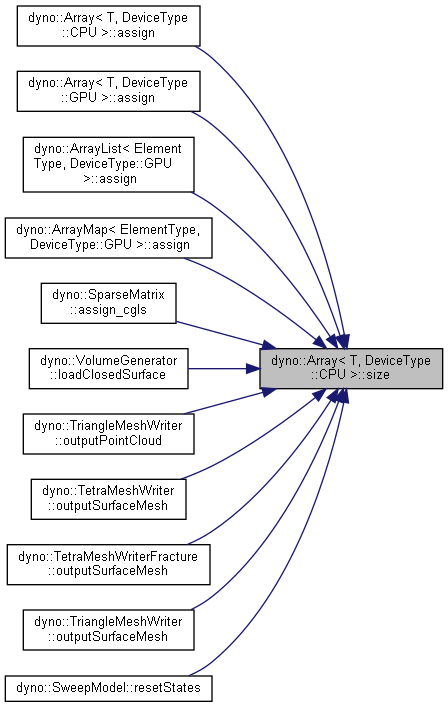 dyno::Array< T, DeviceType
::CPU >::assign
dyno::Array< T, DeviceType
::GPU >::assign
dyno::ArrayList< Element
Type, DeviceType::GPU
>::assign
dyno::ArrayMap< ElementType,
DeviceType::GPU >::assign
dyno::SparseMatrix
::assign_cgls
dyno::VolumeGenerator
::loadClosedSurface
dyno::Array< T, DeviceType
::CPU >::size
dyno::TriangleMeshWriter
::outputPointCloud
dyno::TetraMeshWriter
::outputSurfaceMesh
dyno::TetraMeshWriterFracture
::outputSurfaceMesh
dyno::TriangleMeshWriter
::outputSurfaceMesh
dyno::SweepModel::resetStates